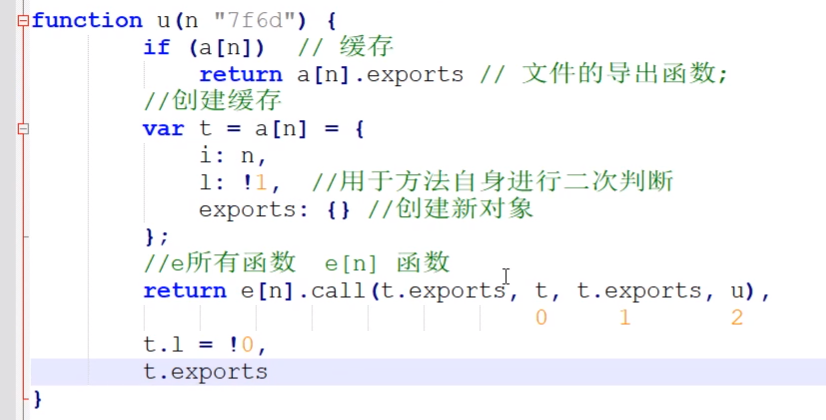 function u(n "7f6d") {
if (a[n]) // 缓存
return a[n].exports // 文件的导出函数;
//创建缓存
var t = a[n] = {
i: n,
l: !1, //用于方法自身进行二次判断
exports: {} //创建新对象
};
//e所有函数 e[n] 函数
return e[n].call(t.exports, t, t.exports, u),
0 1 2
t.l = !0,
t.exports
}